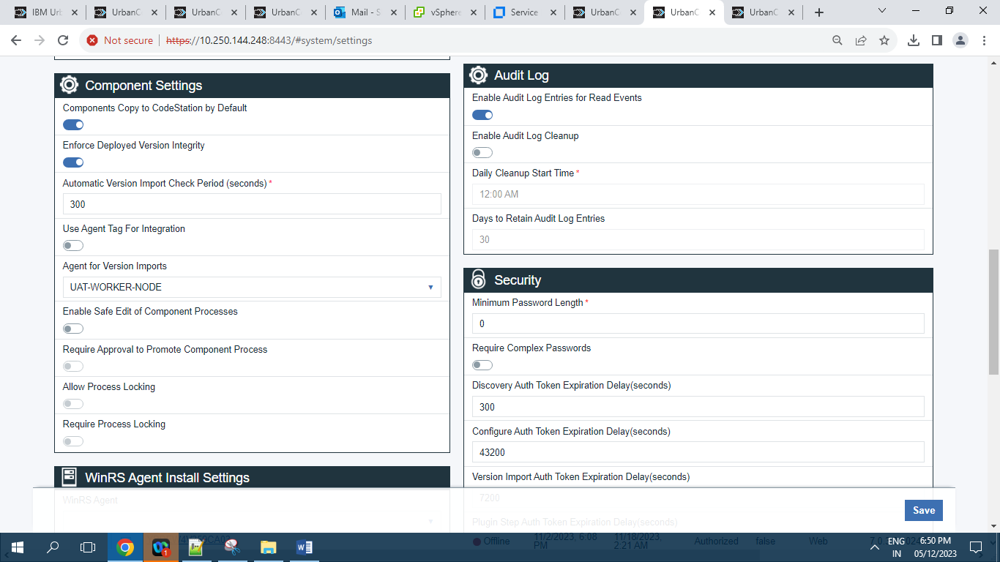 IBM Urb
UrbanC
UrbanC
UrbanC
Mail - S
vSphere
Service
UrbanC
UrbanC
UrbanC
Not secure
https://10.250.144.248:8443/#system/settings
Component Settings
Components Copy to CodeStation by Default
Enforce Deployed Version Integrity
Automatic Version Import Check Period (seconds) *
300
Use Agent Tag For Integration
Agent for Version Imports
UAT-WORKER-NODE
Enable Safe Edit of Component Processes
Require Approval to Promote Component Process
Allow Process Locking
Require Process Locking
WinRS Agent Install Settings
WinRS Agent
Audit Log
Enable Audit Log Entries for Read Events
Enable Audit Log Cleanup
Daily Cleanup Start Time *
12:00 AM
Days to Retain Audit Log Entries
30
Security
Minimum Password Length *
0
Require Complex Passwords
Discovery Auth Token Expiration Delay(seconds)
300
Configure Auth Token Expiration Delay(seconds)
43200
Version Import Auth Token Expiration Delay(seconds)
7200
Plugin Step Auth Token Expiration Delay(seconds)
Save
Offline
11/2/2023, 6:08 PM
11/18/2023, 2:21 AM
Authorized
false
Web
1
ENG
IN
6:50 PM
05/12/2023